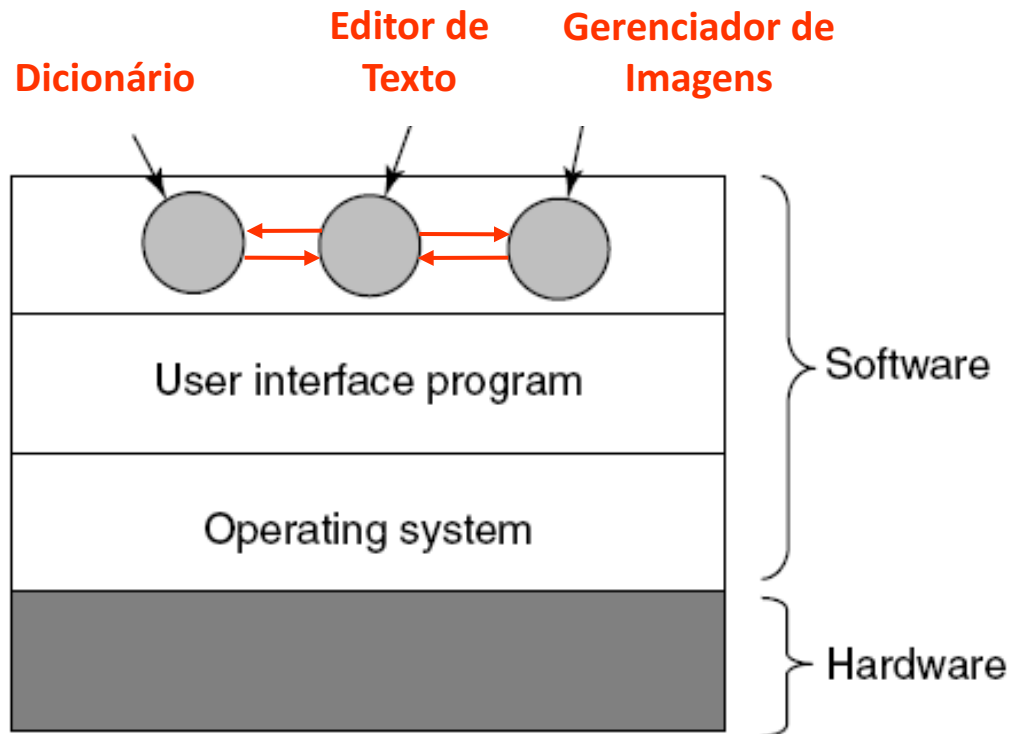 Dicionário
Editor de
Texto
Gerenciador de
Imagens
User interface program
Operating system
Software
Hardware